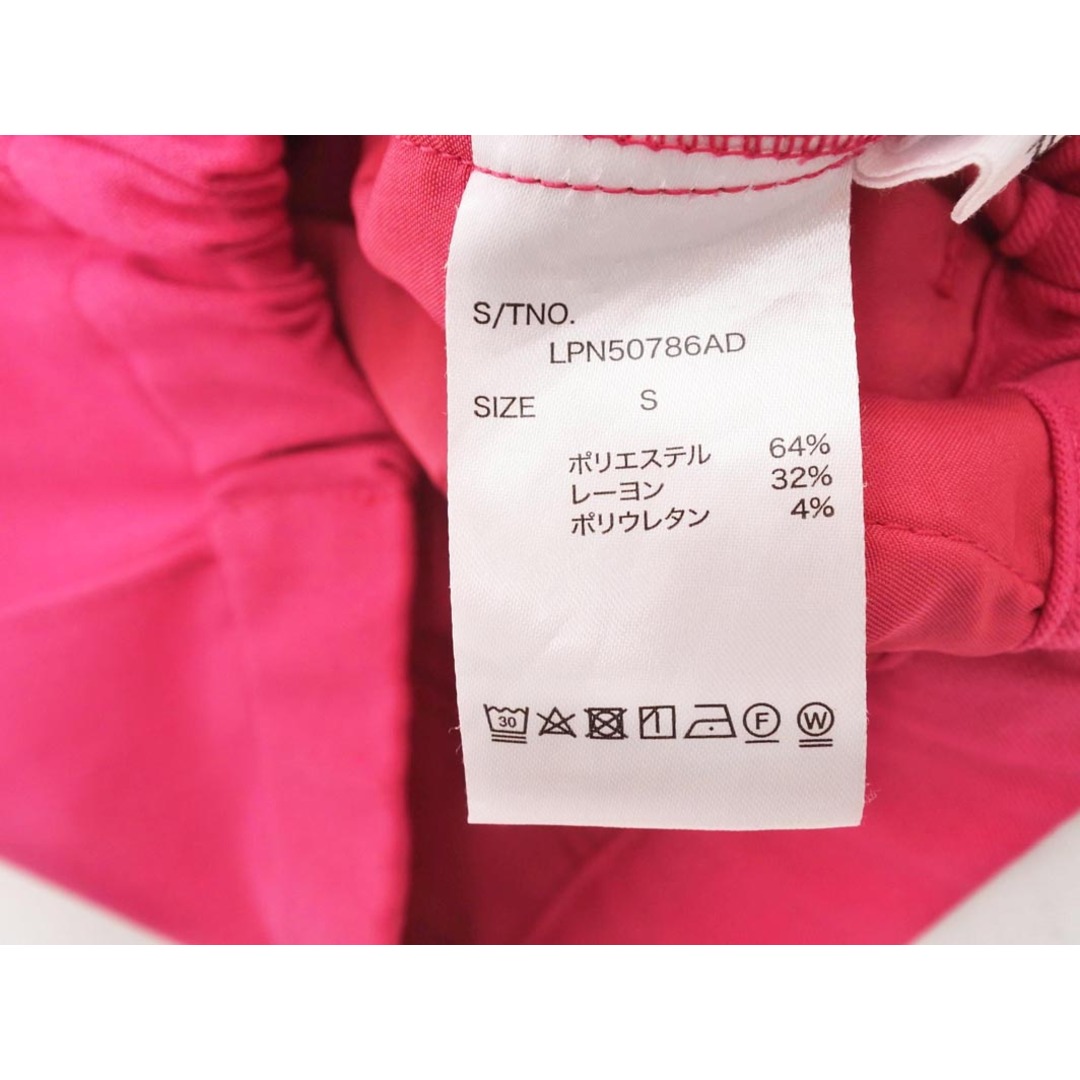 S/TNO.
LPN50786AD
SIZE S
ポリエステル 64%
レーヨン 32%
ポリウレタン 4%
30 F W